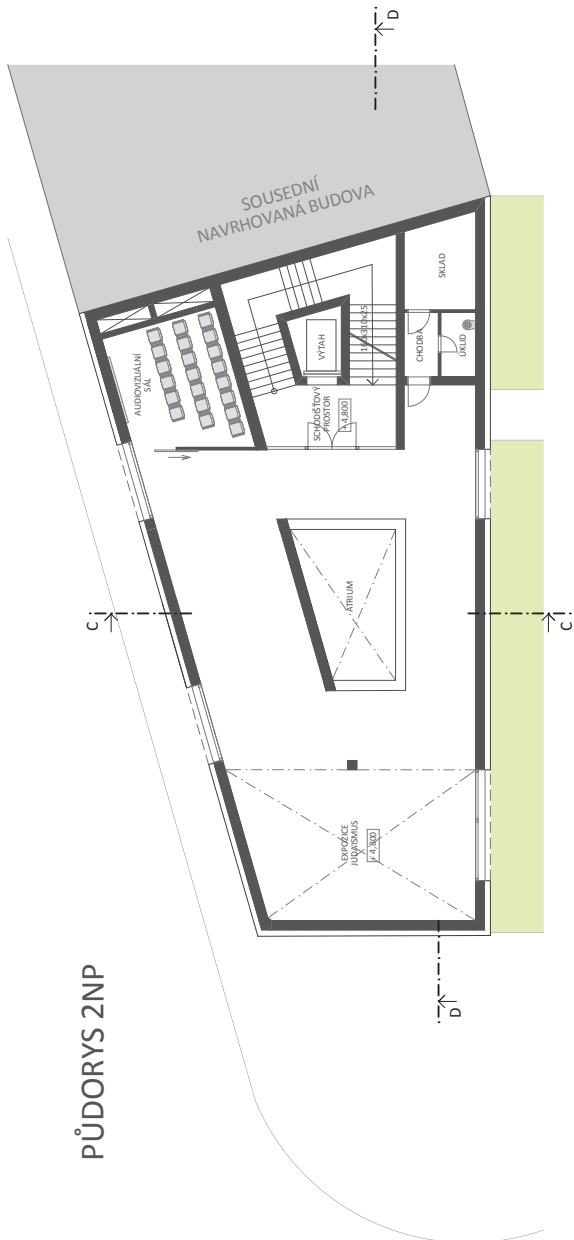 PŮDORYS 2NP
SOUSEDNÍ
NAVRHOVANÁ BUDOVA
AUDIOVIZUÁLNÍ
SÁL
VÝTAH
SCHODIŠŤOVÝ
PROSTOR
+ 4,800
CHODBA
SKLAD
ÚKLID
ÁTRIUM
EXPOZICE
JUDAISMUS
+ 4,800
C
C
D
D